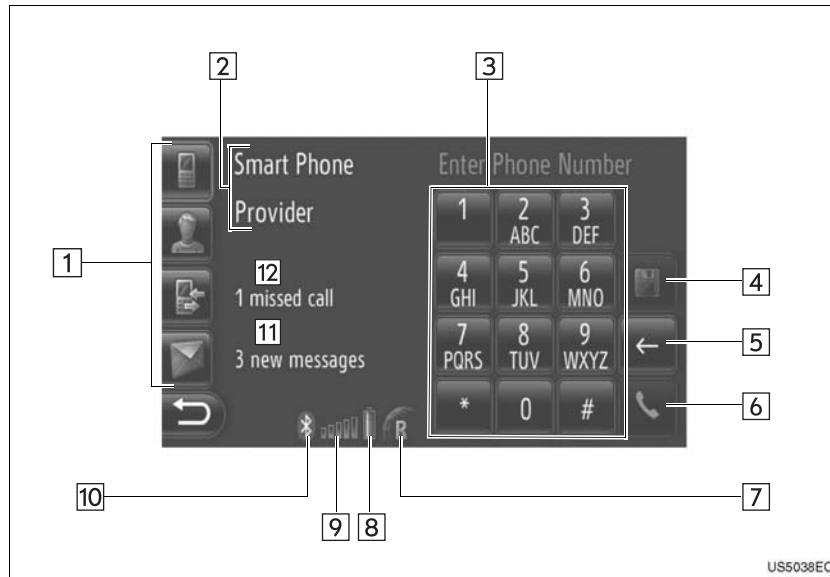 2
3
Smart Phone
Enter Phone Number
Provider
1
2
ABC
3
DEF
1
12
1 missed call
4
GHI
5
JKL
6
MNO
4
11
3 new messages
7
PQRS
8
TUV
9
WXYZ
←
5
*
0
#
6
R
10
9
8
7
US5038EC